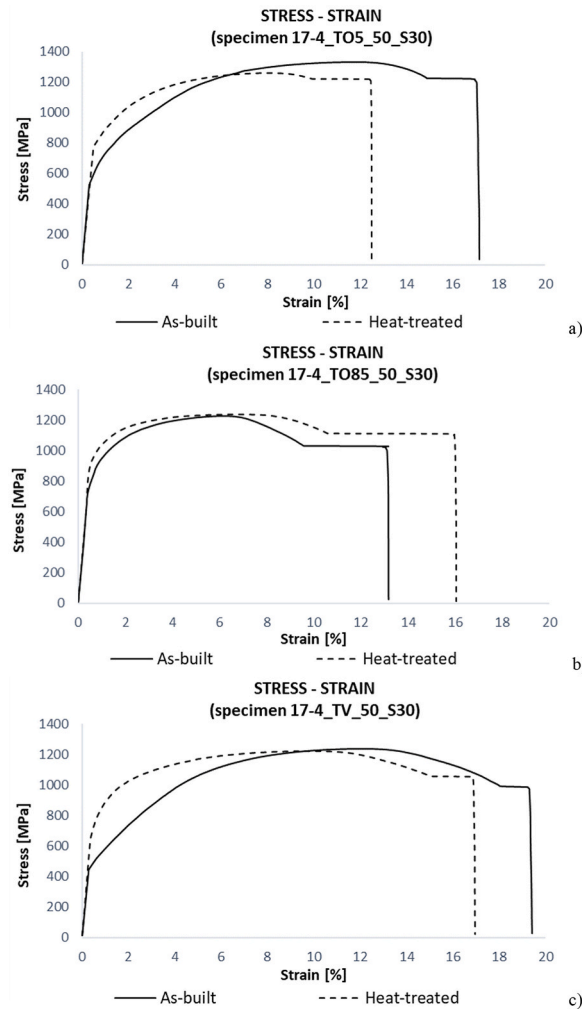 STRESS - STRAIN
(specimen 17-4_TO5_50_S30)
1400
1200
1000
800
600
400
200
0
Stress [MPa]
0 2 4 6 8 10 12 14 16 18 20
Strain [%]
As-built Heat-treated
a)
STRESS - STRAIN
(specimen 17-4_TO85_50_S30)
1400
1200
1000
800
600
400
200
0
Stress [MPa]
0 2 4 6 8 10 12 14 16 18 20
Strain [%]
As-built Heat-treated
b
STRESS - STRAIN
(specimen 17-4_TV_50_S30)
1400
1200
1000
800
600
400
200
0
Stress [MPa]
0 2 4 6 8 10 12 14 16 18 20
Strain [%]
As-built Heat-treated
c)